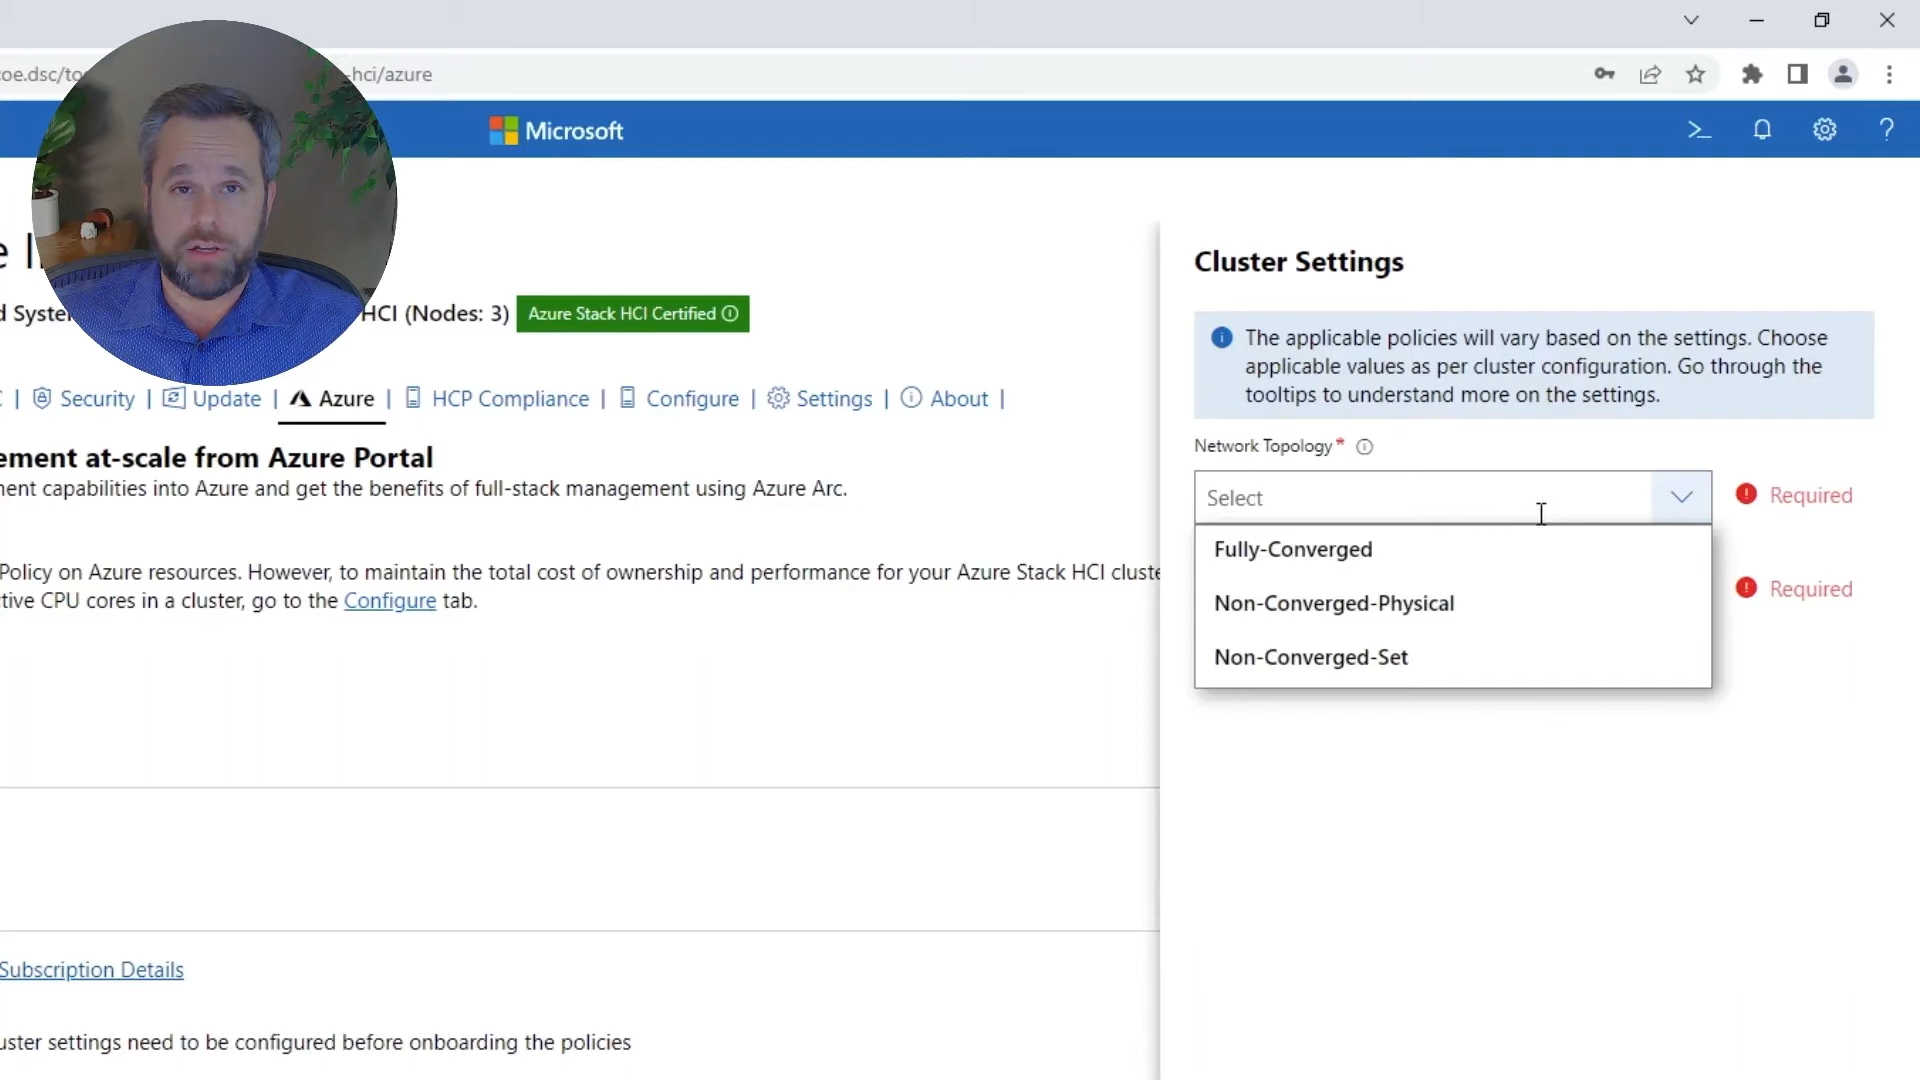 coe.dsc/to
-hci/azure
Microsoft
e I
d Syste
HCI (Nodes: 3)
Azure Stack HCI Certified
Security | Update | Azure | HCP Compliance | Configure | Settings | About |
ement at-scale from Azure Portal
nent capabilities into Azure and get the benefits of full-stack management using Azure Arc.
Policy on Azure resources. However, to maintain the total cost of ownership and performance for your Azure Stack HCI cluste
tive CPU cores in a cluster, go to the Configure tab.
Subscription Details
uster settings need to be configured before onboarding the policies
Cluster Settings
The applicable policies will vary based on the settings. Choose
applicable values as per cluster configuration. Go through the
tooltips to understand more on the settings.
Network Topology*
Select
Required
Fully-Converged
Non-Converged-Physical
Required
Non-Converged-Set